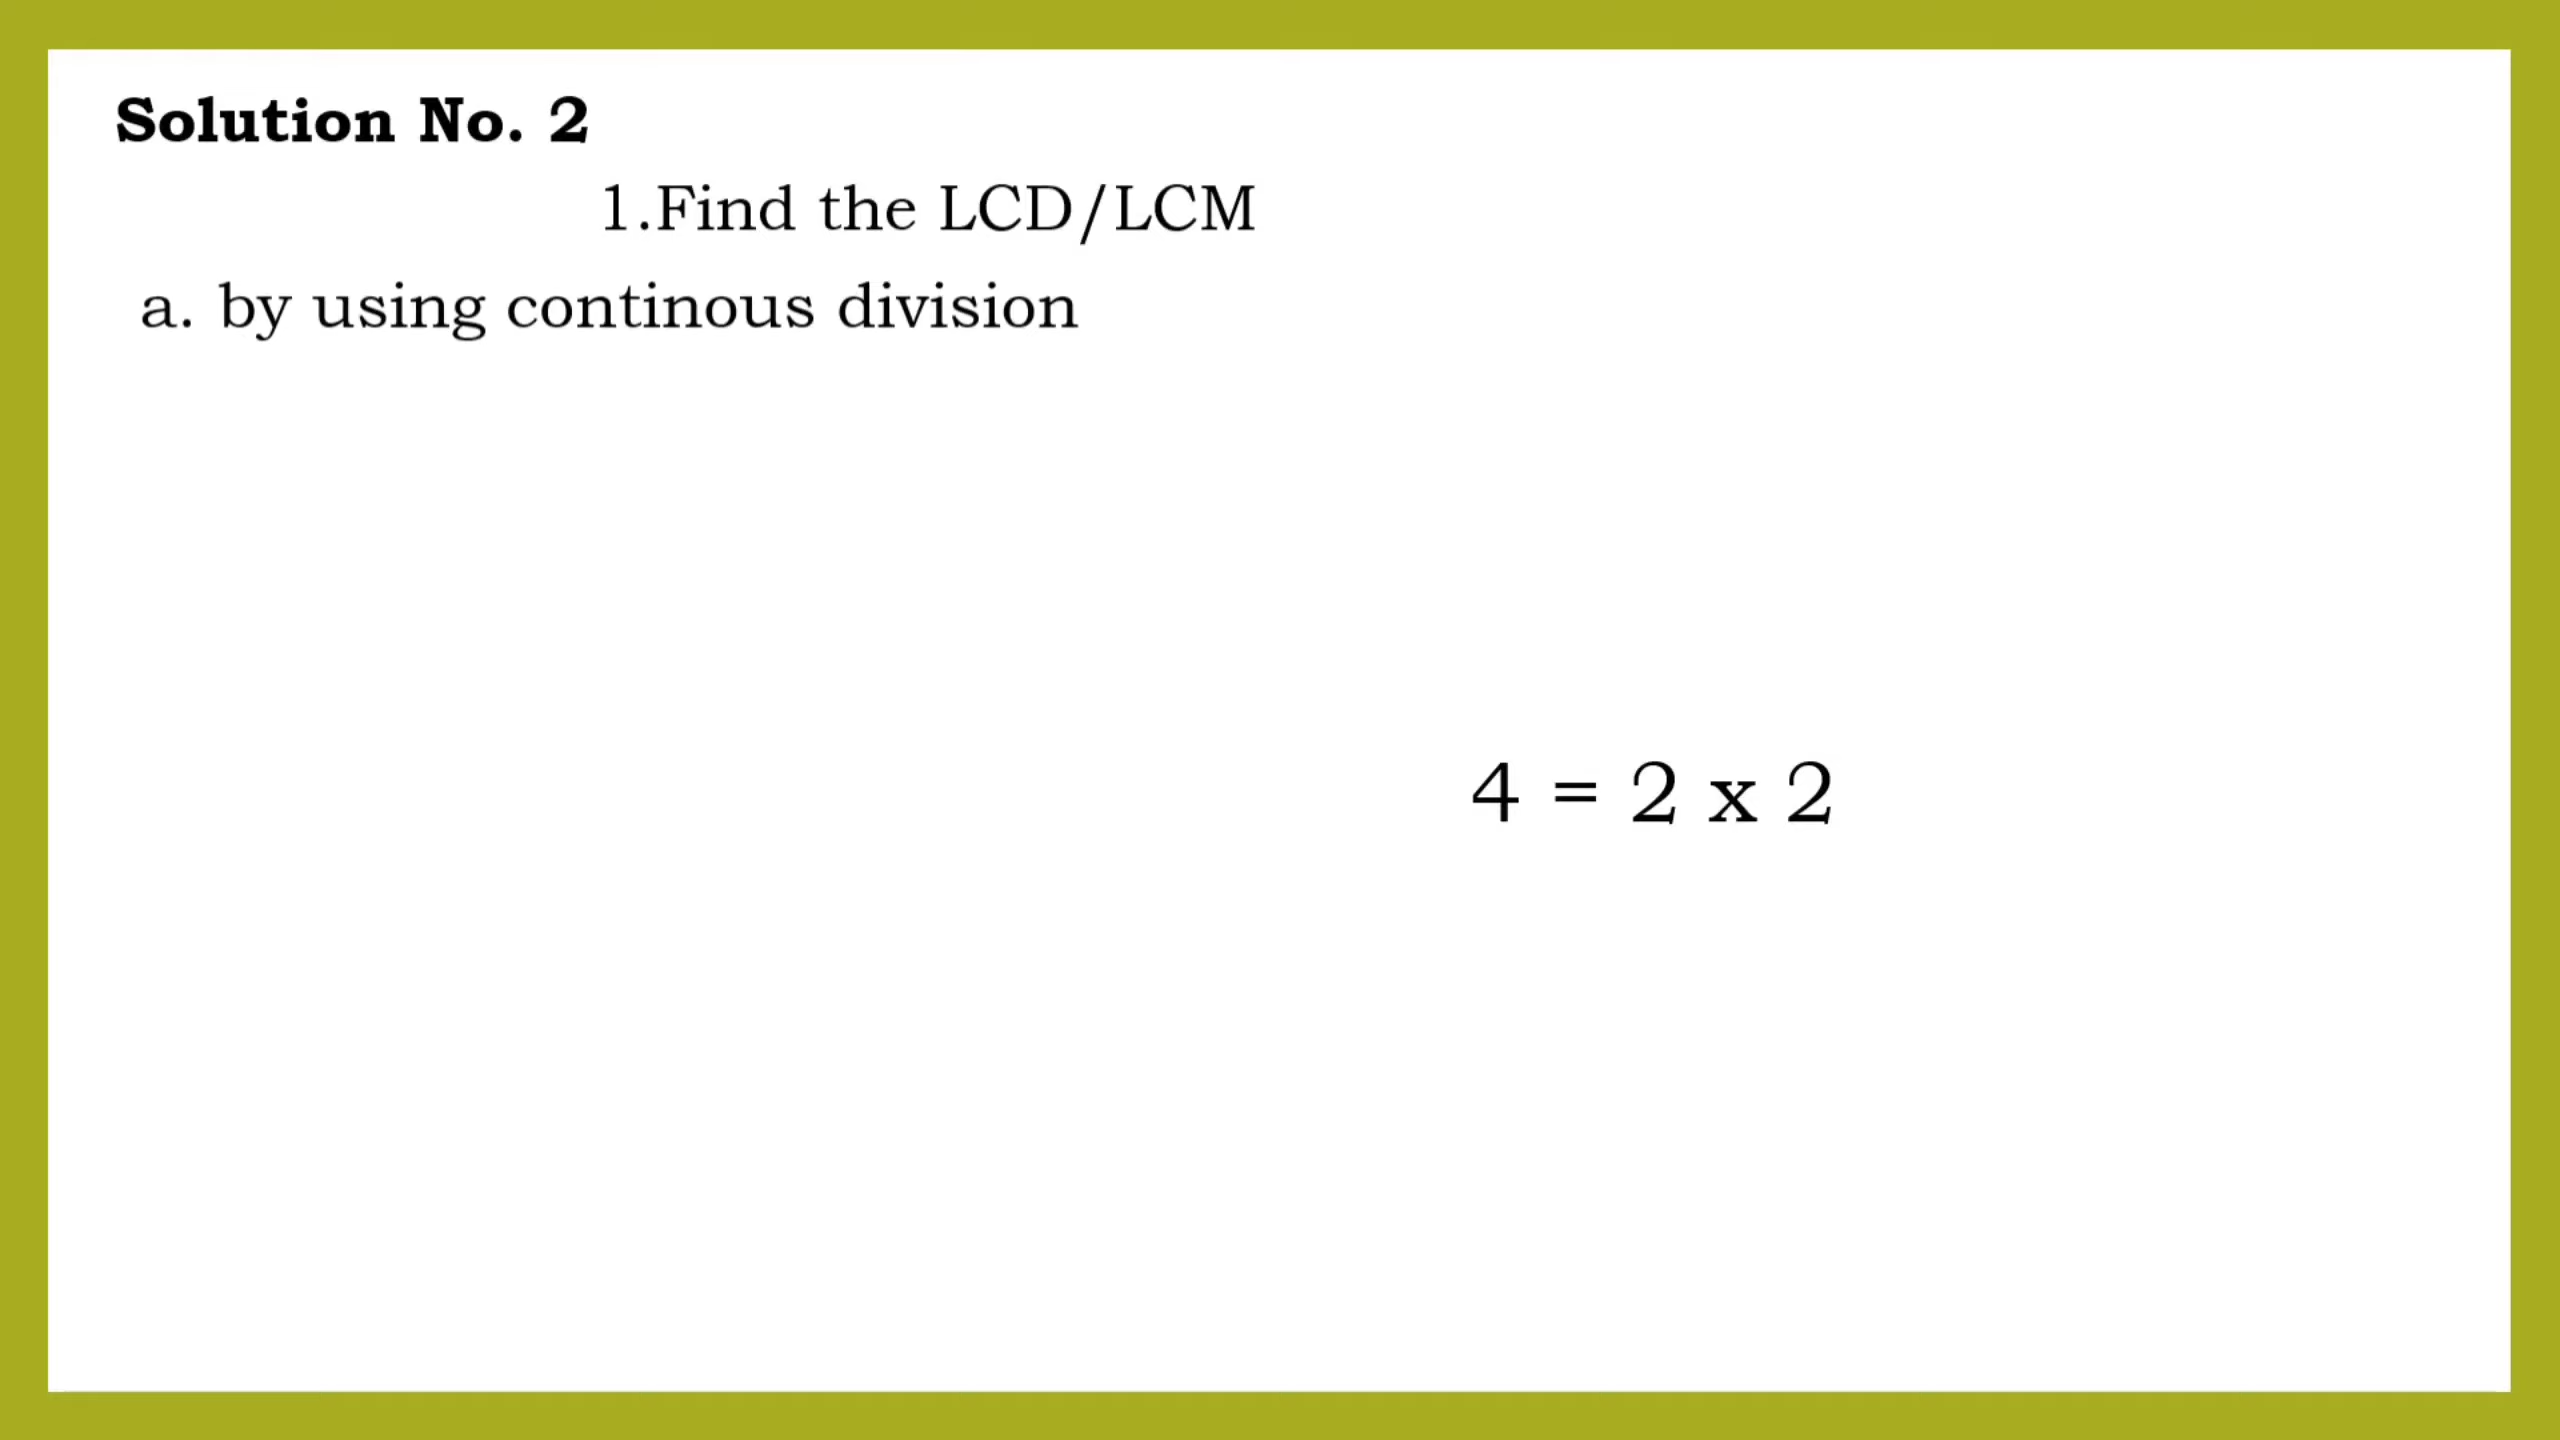 Solution No. 2
1.Find the LCD/LCM
a. by using continous division
4 = 2 x 2